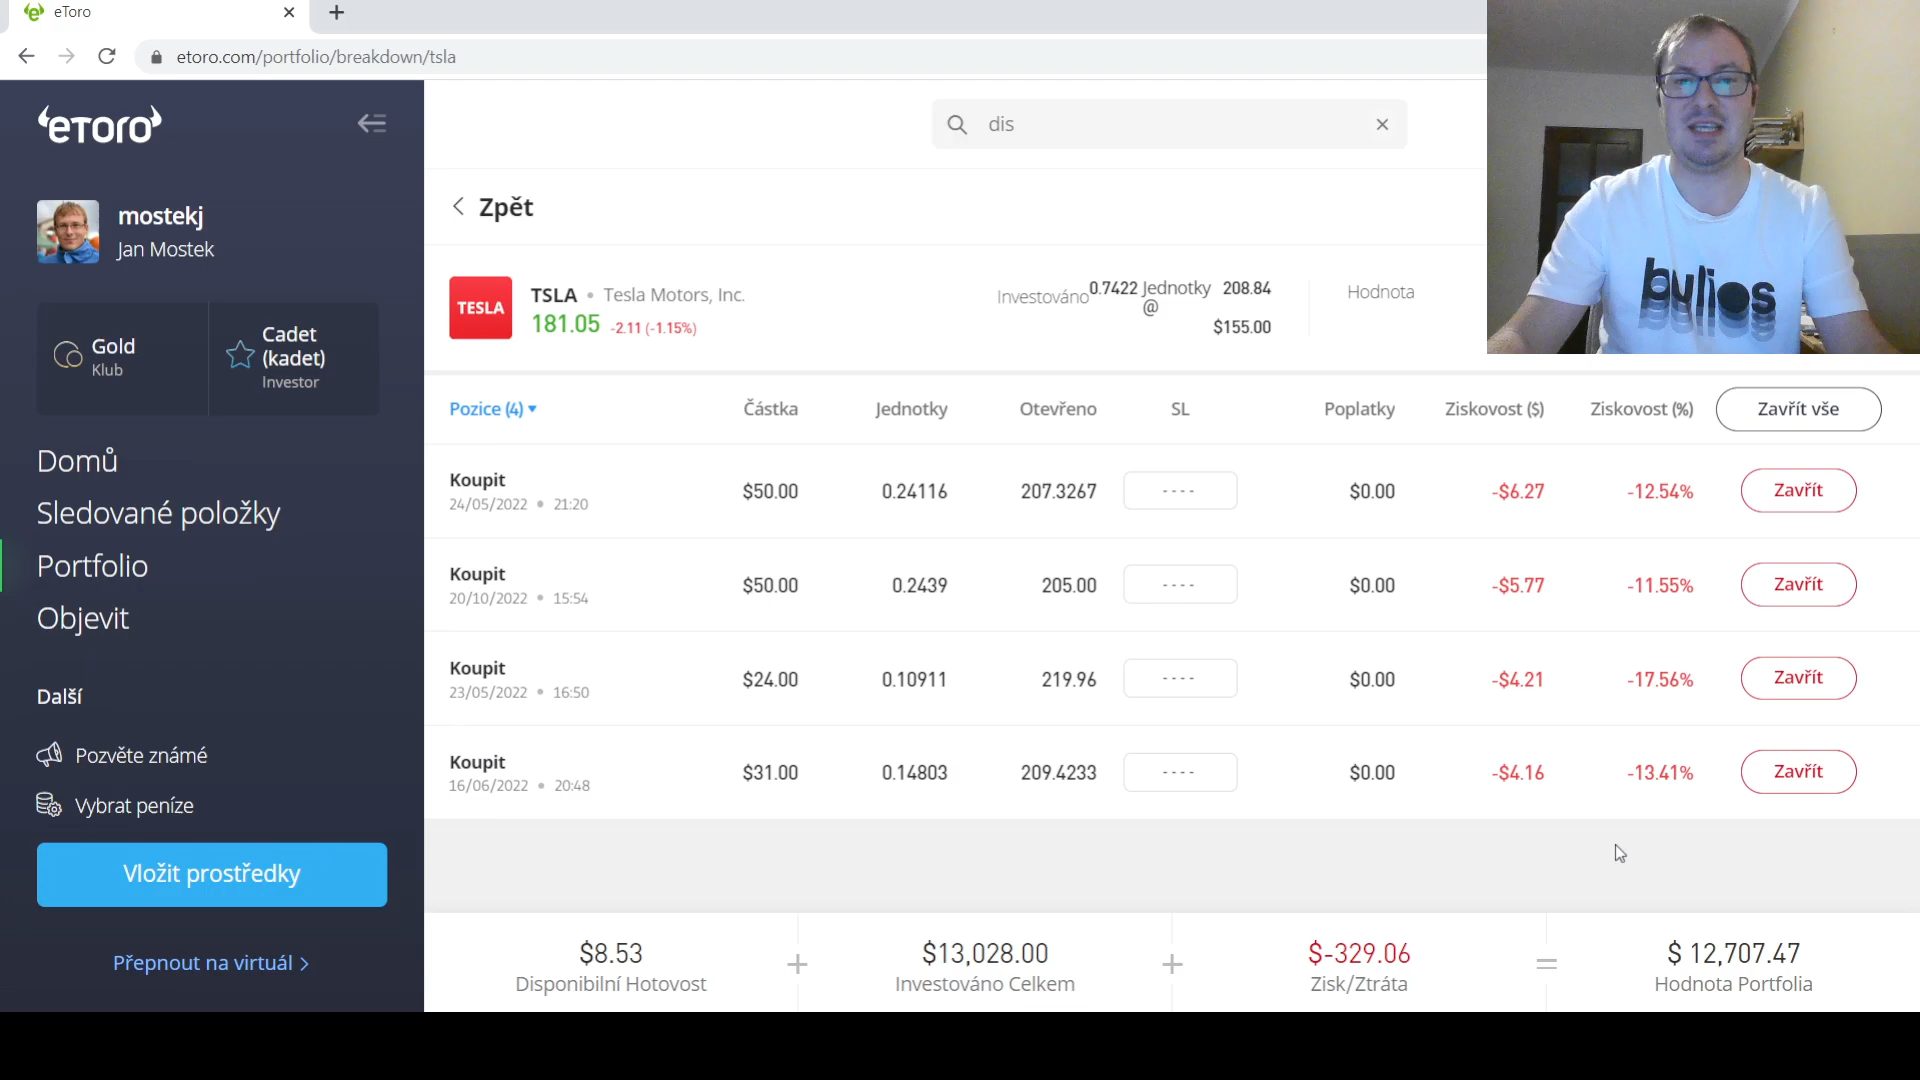 eToro
etoro.com/portfolio/breakdown/tsla
eToro
dis
mostekj
Jan Mostek
Gold
Klub
Cadet
(kadet)
Investor
Domů
Sledované položky
Portfolio
Objevit
Další
Pozvěte známé
Vybrat peníze
Vložit prostředky
Přepnout na virtuál >
Zpět
TESLA
TSLA • Tesla Motors, Inc.
181.05 -2.11 (-1.15%)
Investováno 0.7422 Jednotky @ 208.84
$155.00
Hodnota
bulios
Pozice (4) Částka Jednotky Otevřeno SL Poplatky Ziskovost ($) Ziskovost (%) Zavřít vše
Koupit
24/05/2022 • 21:20
$50.00 0.24116 207.3267 ---- $0.00 -$6.27 -12.54% Zavřít
Koupit
20/10/2022 • 15:54
$50.00 0.2439 205.00 ---- $0.00 -$5.77 -11.55% Zavřít
Koupit
23/05/2022 • 16:50
$24.00 0.10911 219.96 ---- $0.00 -$4.21 -17.56% Zavřít
Koupit
16/06/2022 • 20:48
$31.00 0.14803 209.4233 ---- $0.00 -$4.16 -13.41% Zavřít
$8.53 + $13,028.00 + $-329.06 = $ 12,707.47
Disponibilní Hotovost Investováno Celkem Zisk/Ztráta Hodnota Portfolia